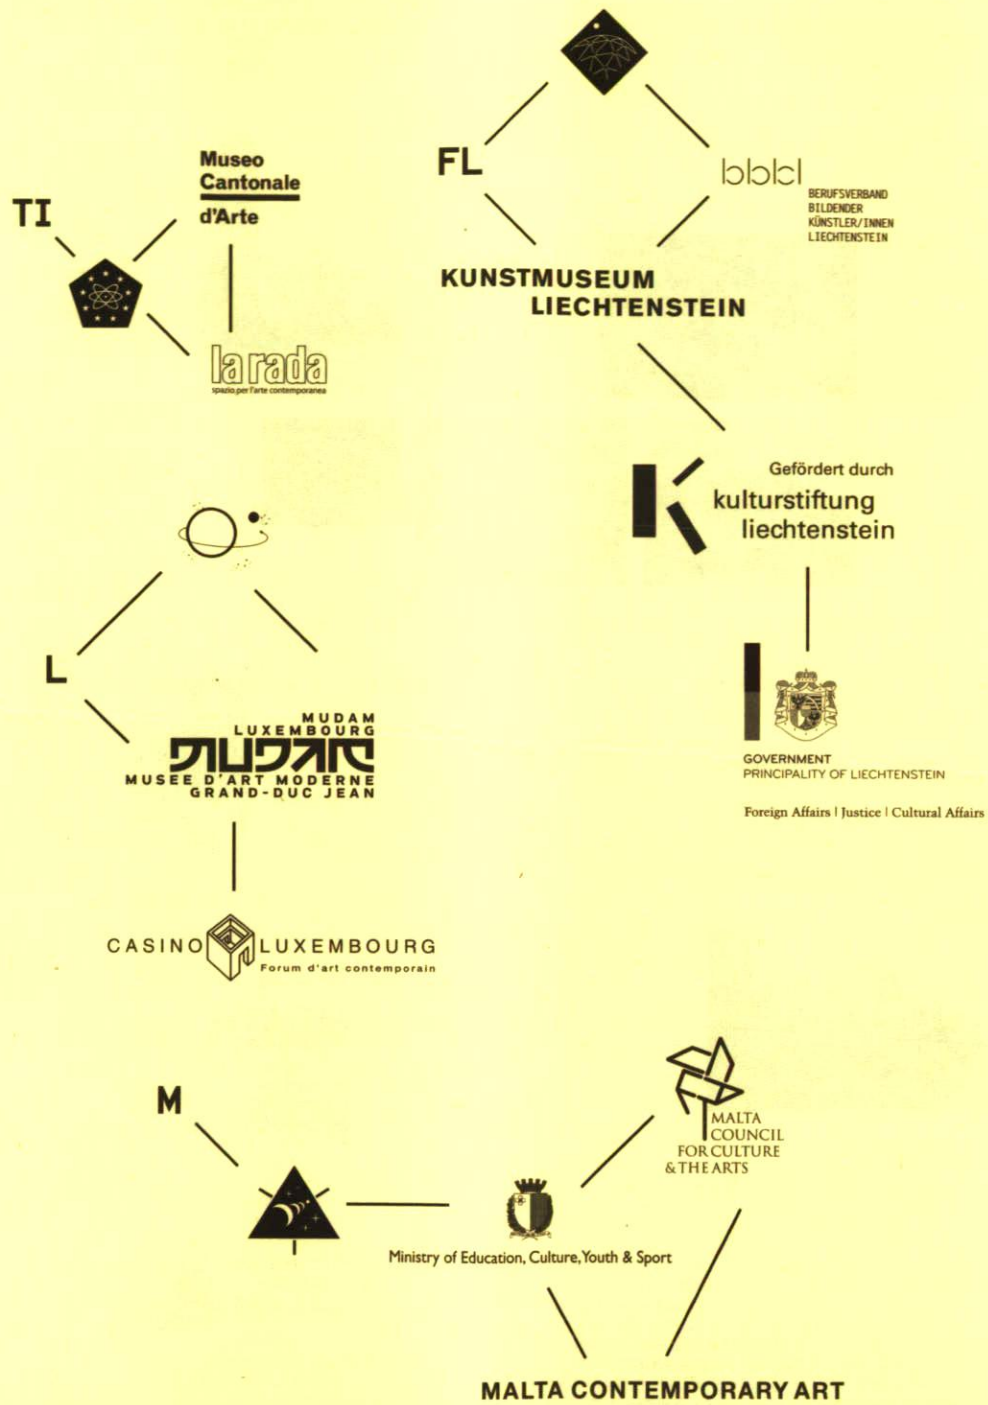 TI
Museo
Cantonale
d'Arte
la rada
spazio per l'arte contemporanea
FL
bbkl
BERUFSVERBAND
BILDENDER
KÜNSTLER/INNEN
LIECHTENSTEIN
KUNSTMUSEUM
LIECHTENSTEIN
K
Gefördert durch
kulturstiftung
liechtenstein
GOVERNMENT
PRINCIPALITY OF LIECHTENSTEIN
Foreign Affairs | Justice | Cultural Affairs
L
MUDAM
LUXEMBOURG
MUDAM
MUSEE D'ART MODERNE
GRAND-DUC JEAN
CASINO LUXEMBOURG
Forum d'art contemporain
M
MALTA
COUNCIL
FOR CULTURE
& THE ARTS
Ministry of Education, Culture, Youth & Sport
MALTA CONTEMPORARY ART